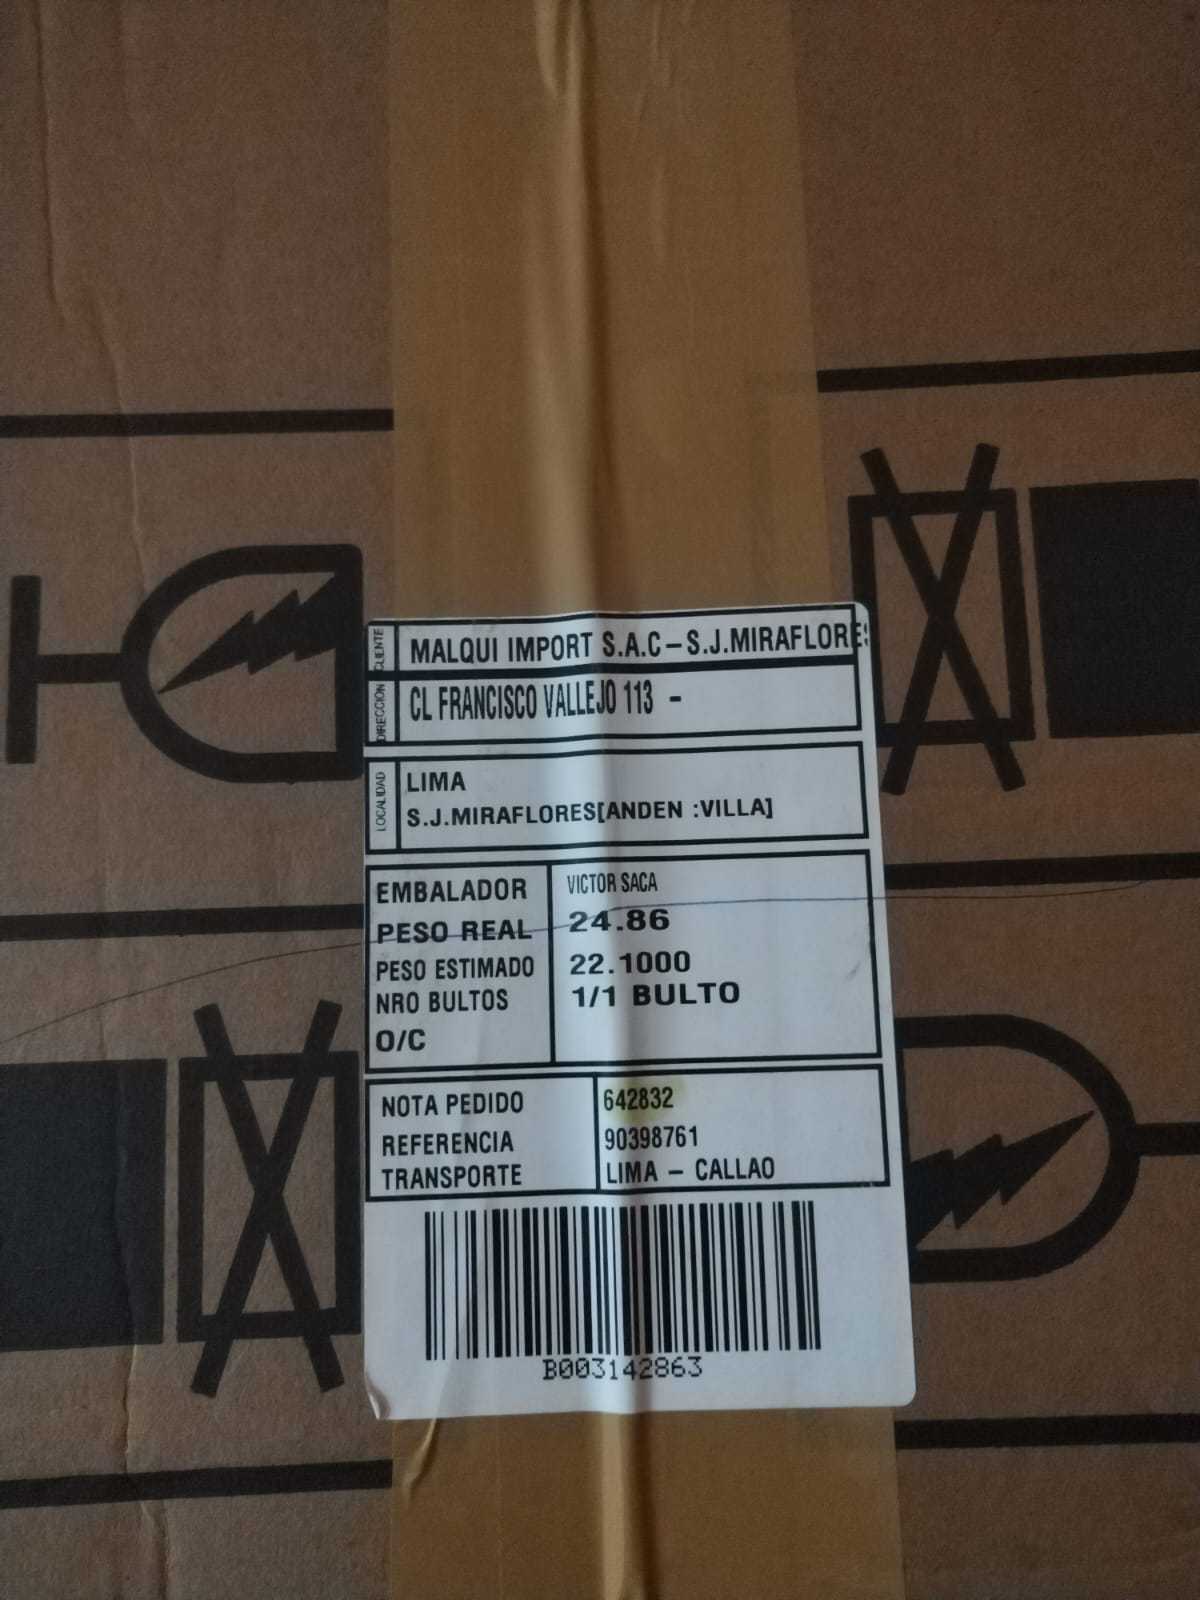 CLIENTE
MALQUI IMPORT S.A.C-S.J.MIRAFLORES
DIRECCIÓN
CL FRANCISCO VALLEJO 113 -
LOCALIDAD
LIMA
S.J.MIRAFLORES[ANDEN :VILLA]
EMBALADOR VICTOR SACA
PESO REAL 24.86
PESO ESTIMADO 22.1000
NRO BULTOS 1/1 BULTO
O/C
NOTA PEDIDO 642832
REFERENCIA 90398761
TRANSPORTE LIMA - CALLAO
B003142863